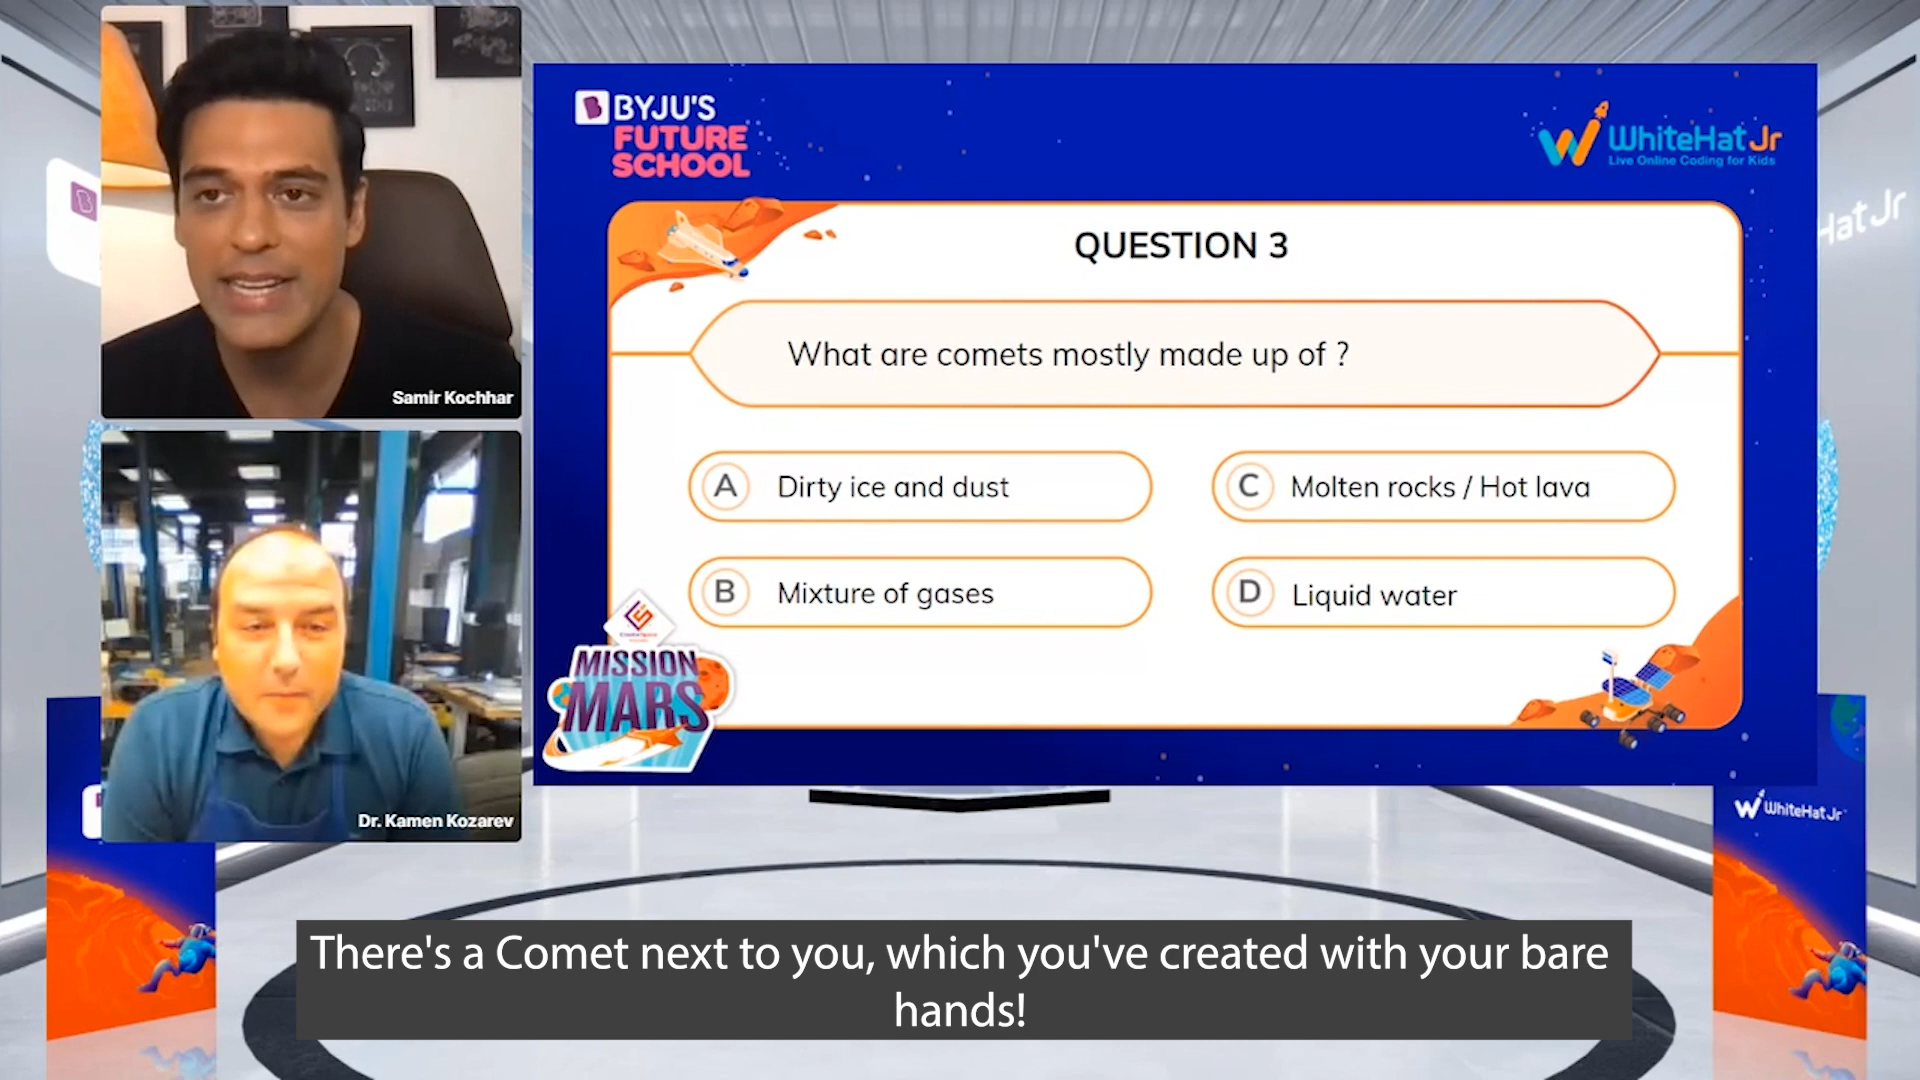 BYJU'S
FUTURE
SCHOOL
WhiteHat Jr
Live Online Coding for Kids
QUESTION 3
What are comets mostly made up of ?
A Dirty ice and dust
C Molten rocks / Hot lava
B Mixture of gases
D Liquid water
MISSION
MARS
Samir Kochhar
Dr. Kamen Kozarev
Hat Jr
WhiteHat Jr
There's a Comet next to you, which you've created with your bare
hands!